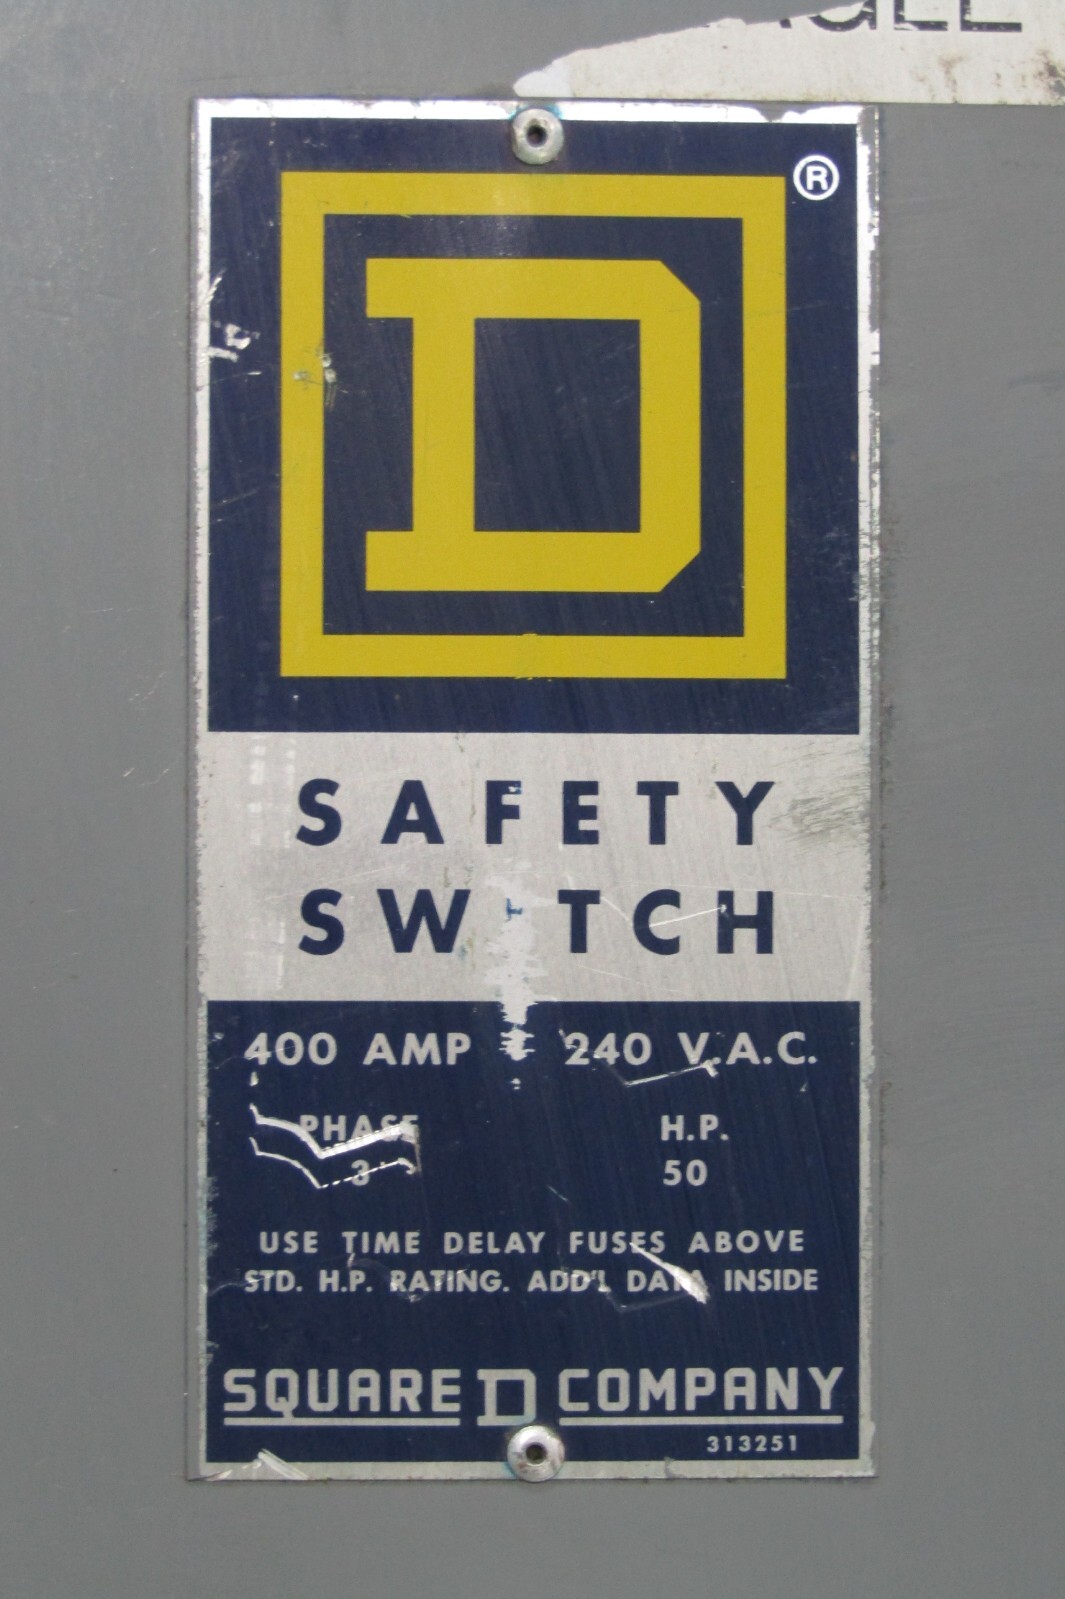 ®
D
SAFETY
SW TCH
400 AMP 240 V.A.C.
PHASE H.P.
3 50
USE TIME DELAY FUSES ABOVE
STD. H.P. RATING. ADD'L DATA INSIDE
SQUARE D COMPANY
313251